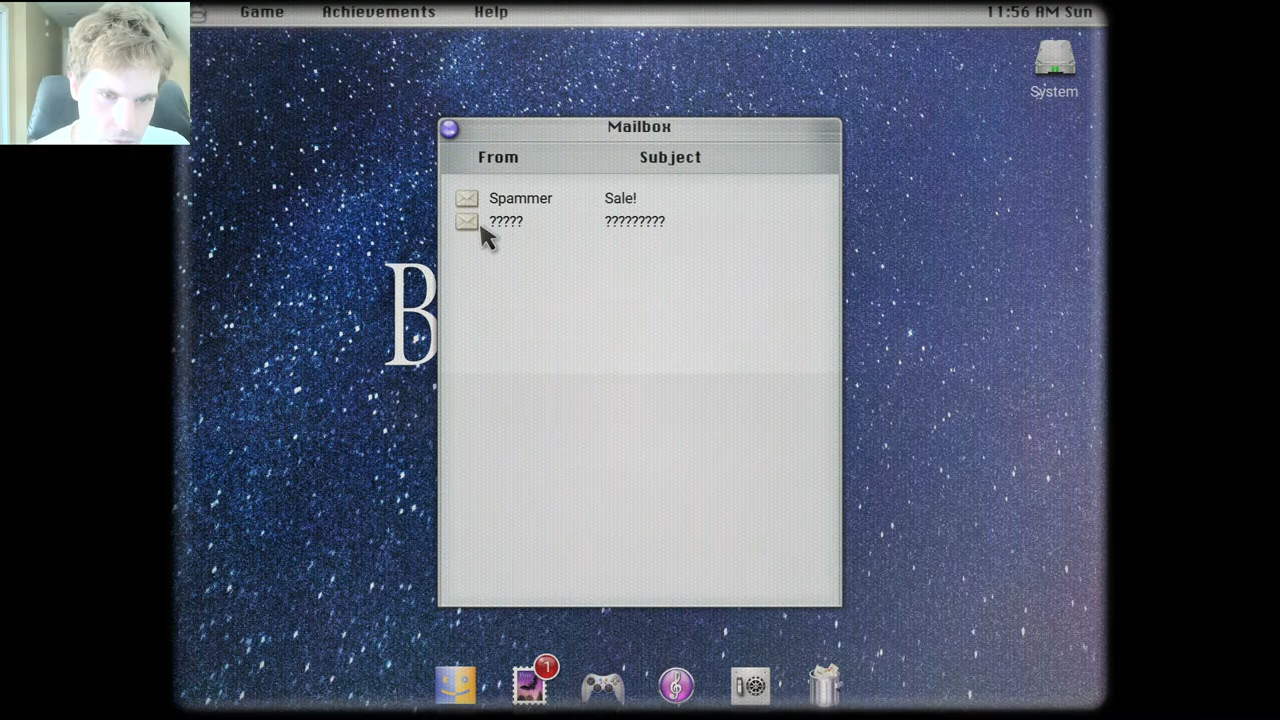 Game Achievements Help 11:56 AM Sun
System
Mailbox
From Subject
Spammer Sale!
????? ?????????
B
1